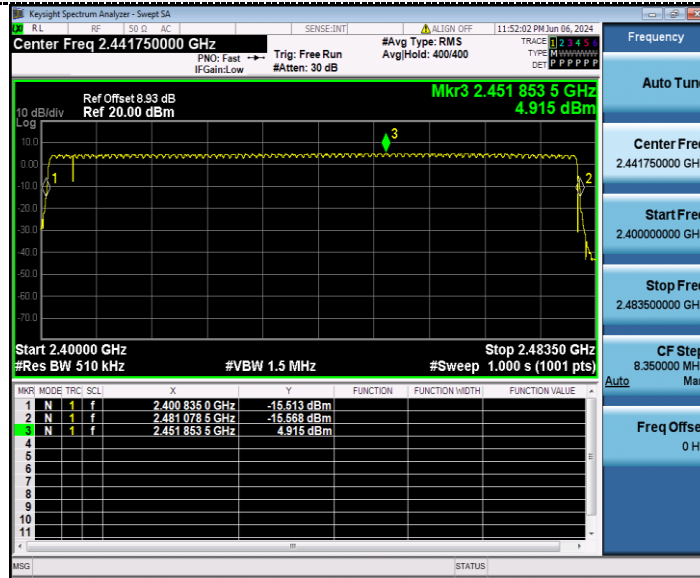 Keysight Spectrum Analyzer - Swept SA
RL RF 50 Ω AC SENSE:INT ALIGN OFF 11:52:02 PM Jun 06, 2024
Center Freq 2.441750000 GHz
PNO: Fast
IFGain:Low
Trig: Free Run
#Atten: 30 dB
#Avg Type: RMS
Avg|Hold: 400/400
TRACE 1 2 3 4 5 6
TYPE M W W W W W
DET P P P P P P
Ref Offset 8.93 dB
10 dB/div Ref 20.00 dBm
Log
Mkr3 2.451 853 5 GHz
4.915 dBm
10.0
0.00
-10.0
-20.0
-30.0
-40.0
-50.0
-60.0
-70.0
1
2
3
Start 2.40000 GHz Stop 2.48350 GHz
#Res BW 510 kHz #VBW 1.5 MHz #Sweep 1.000 s (1001 pts)
MKR MODE TRC SCL X Y FUNCTION FUNCTION WIDTH FUNCTION VALUE
1 N 1 f 2.400 835 0 GHz -15.513 dBm
2 N 1 f 2.481 078 5 GHz -15.568 dBm
3 N 1 f 2.451 853 5 GHz 4.915 dBm
4
5
6
7
8
9
10
11
MSG STATUS
Frequency
Auto Tune
Center Freq
2.441750000 GH
Start Freq
2.400000000 GH
Stop Freq
2.483500000 GH
CF Step
8.350000 MH
Auto Man
Freq Offse
0 H